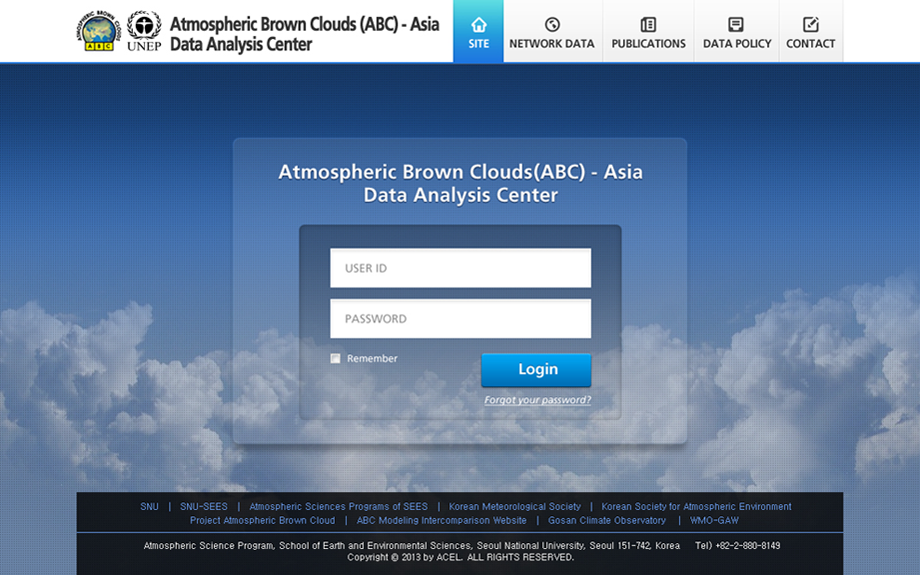 ATMOSPHERIC BROWN CLOUDS
ABC
UNEP
Atmospheric Brown Clouds (ABC) - Asia
Data Analysis Center
SITE
NETWORK DATA
PUBLICATIONS
DATA POLICY
CONTACT
Atmospheric Brown Clouds(ABC) - Asia
Data Analysis Center
USER ID
PASSWORD
Remember
Login
Forgot your password?
SNU | SNU-SEES | Atmospheric Sciences Programs of SEES | Korean Meteorological Society | Korean Society for Atmospheric Environment
Project Atmospheric Brown Cloud | ABC Modeling Intercomparison Website | Gosan Climate Observatory | WMO-GAW
Atmospheric Science Program, School of Earth and Environmental Sciences, Seoul National University, Seoul 151-742, Korea Tel) +82-2-880-8149
Copyright © 2013 by ACEL. ALL RIGHTS RESERVED.